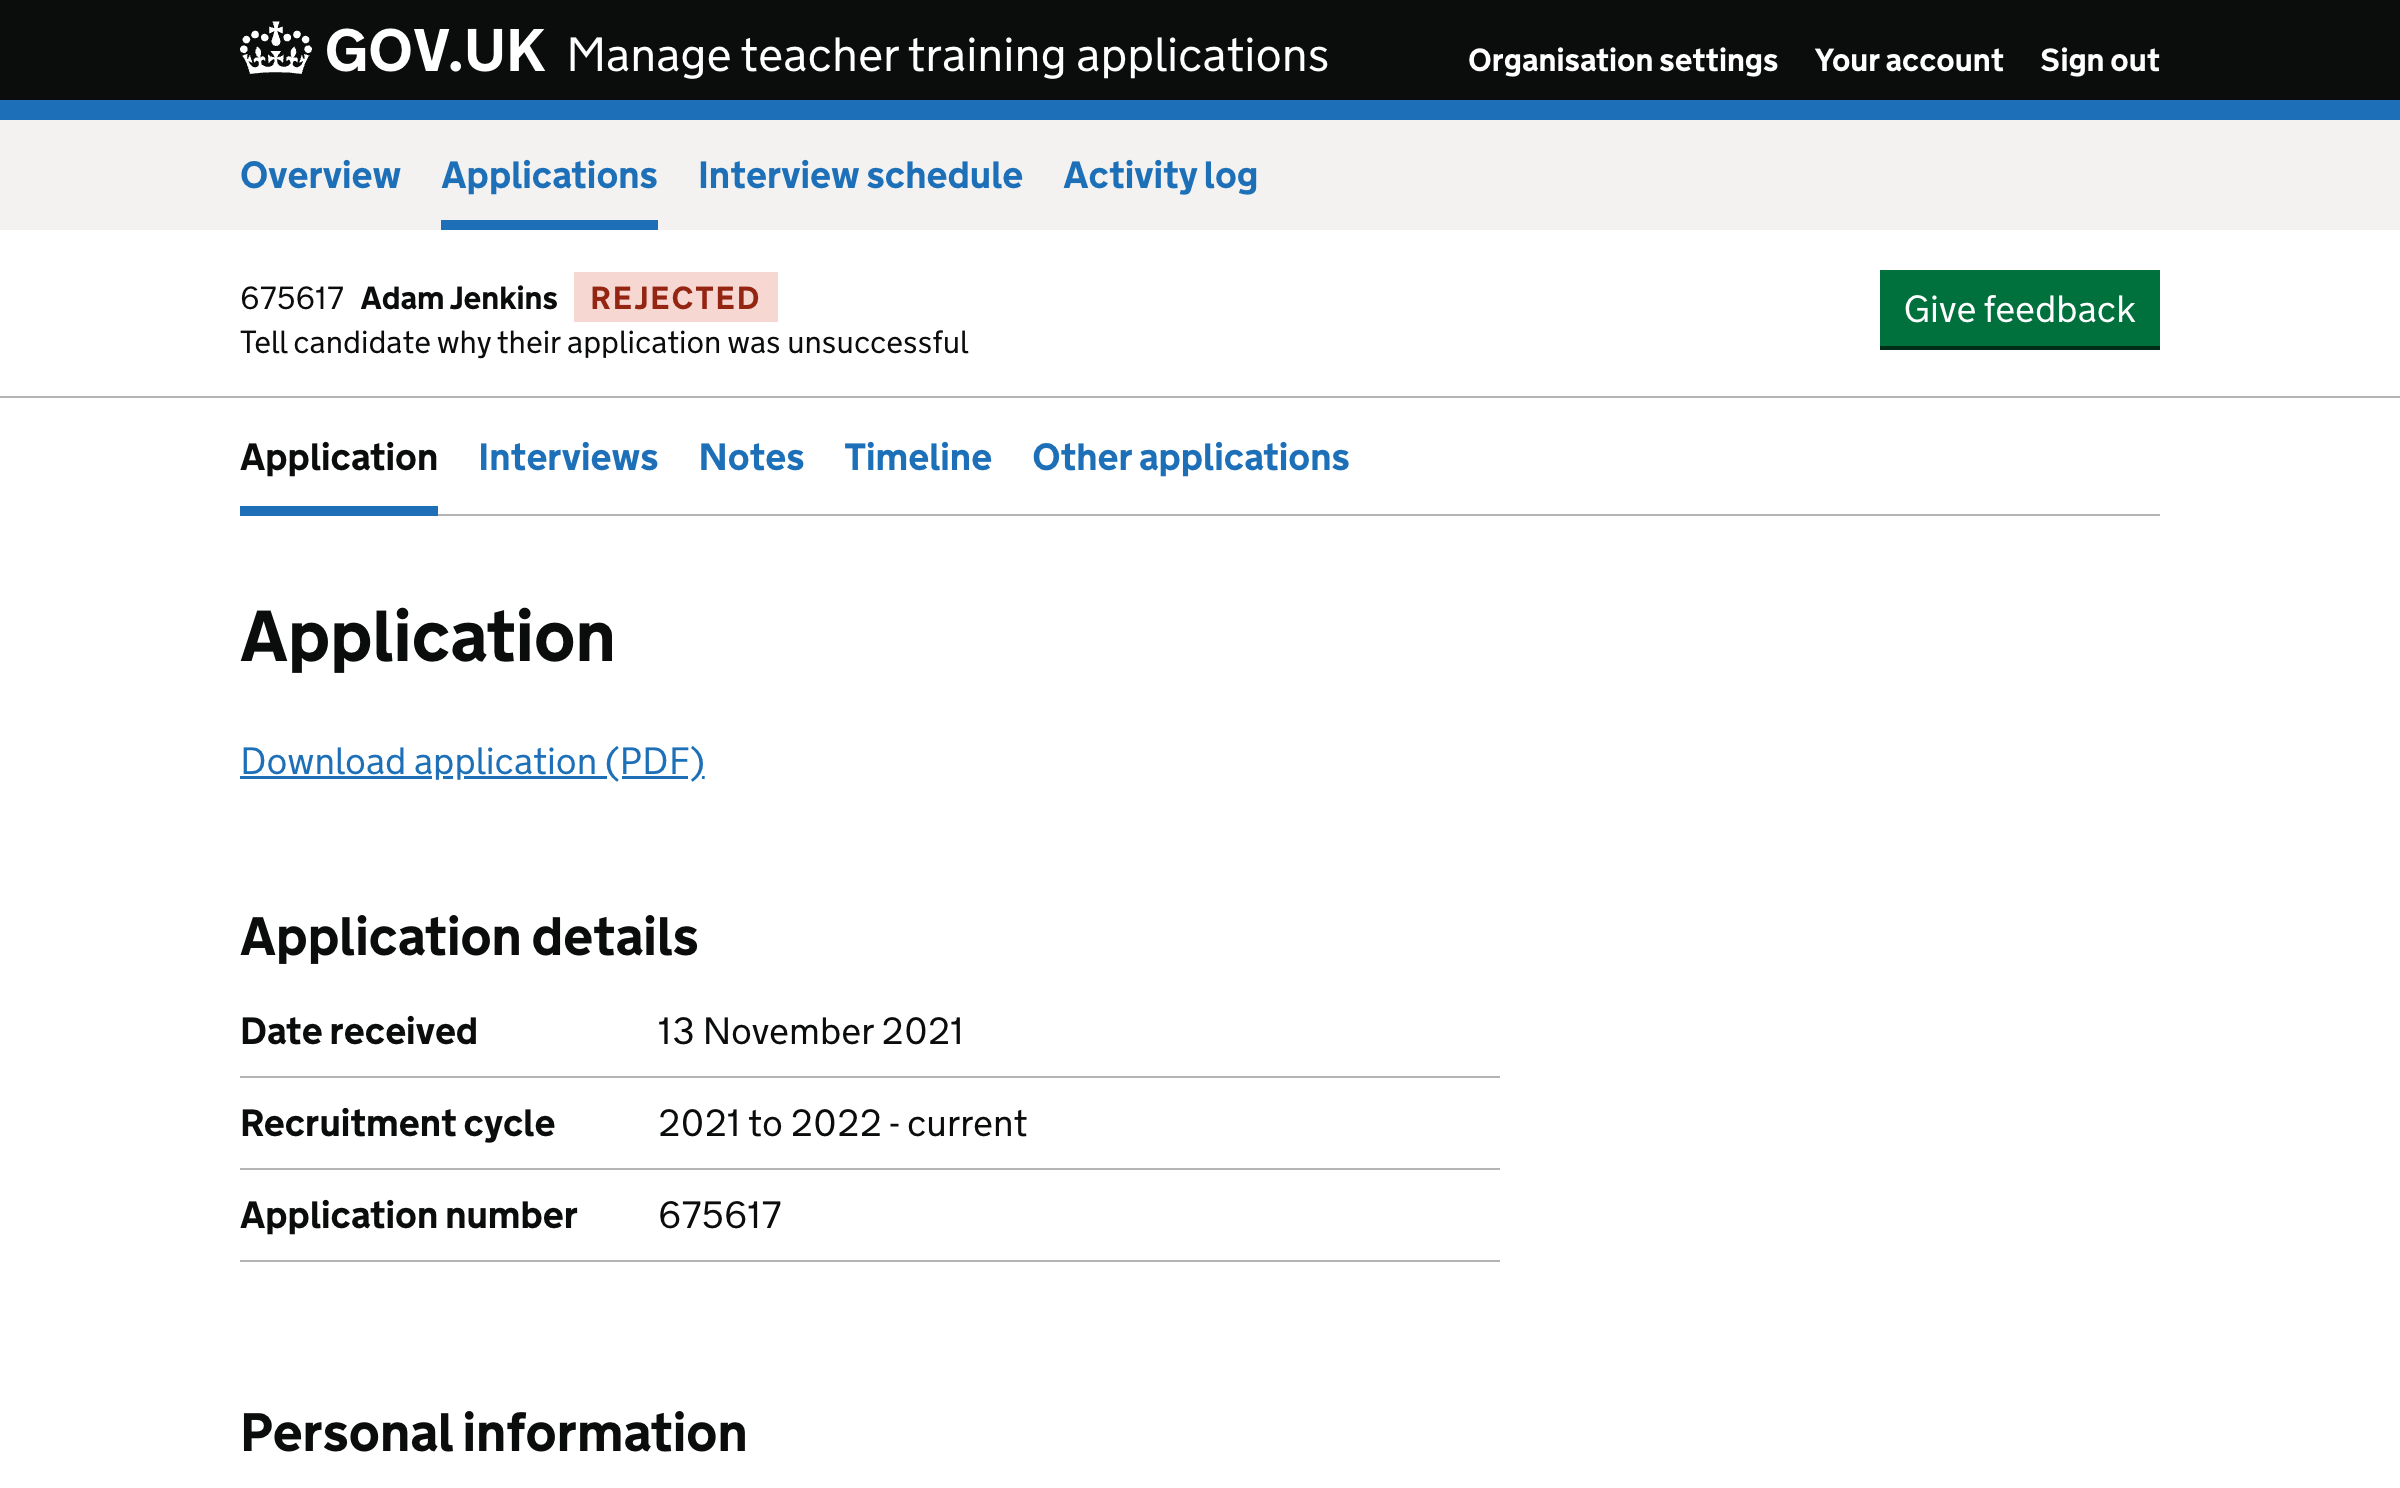 GOV.UK Manage teacher training applications Organisation settings Your account Sign out
Overview Applications Interview schedule Activity log
675617 Adam Jenkins REJECTED
Tell candidate why their application was unsuccessful
Give feedback
Application Interviews Notes Timeline Other applications
Application
Download application (PDF)
Application details
Date received 13 November 2021
Recruitment cycle 2021 to 2022 - current
Application number 675617
Personal information